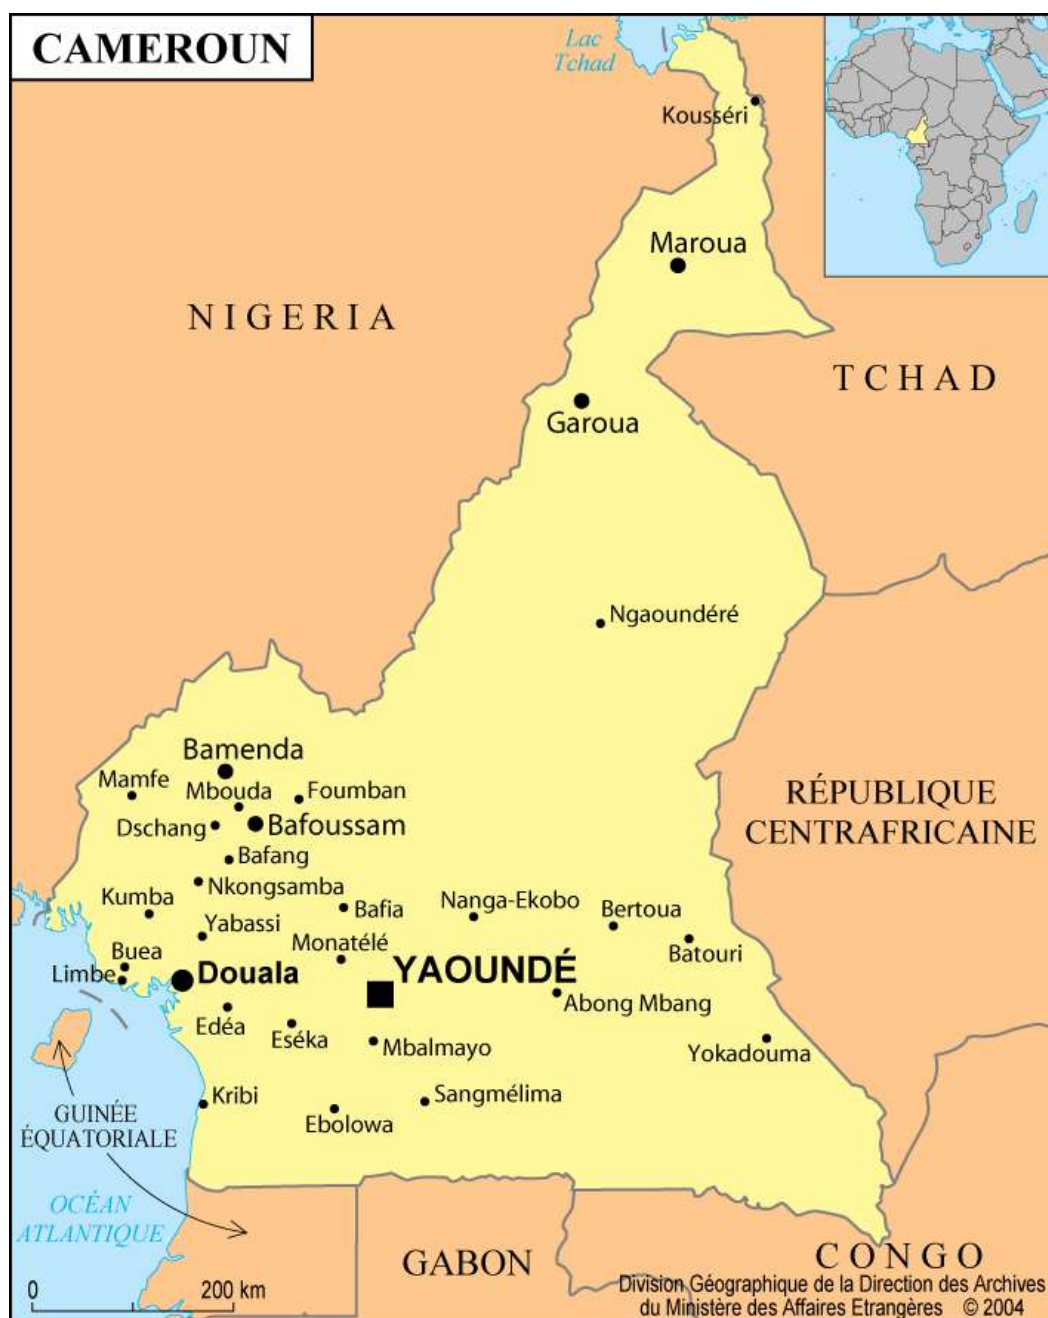 CAMEROUN
Lac
Tchad
Kousséri
Maroua
NIGERIA
TCHAD
Garoua
Ngaoundéré
Bamenda
Mamfe
Mbouda
Foumban
Dschang
Bafoussam
RÉPUBLIQUE
CENTRAFRICAINE
Bafang
Nkongsamba
Kumba
Bafia
Nanga-Ekobo
Bertoua
Yabassi
Monatélé
Batouri
Buea
Limbe
Douala
YAOUNDÉ
Abong Mbang
Edéa
Eséka
Mbalmayo
Yokadouma
Kribi
Sangmélima
Ebolowa
GUINÉE
ÉQUATORIALE
OCÉAN
ATLANTIQUE
GABON
CONGO
0 200 km
Division Géographique de la Direction des Archives
du Ministère des Affaires Etrangères © 2004